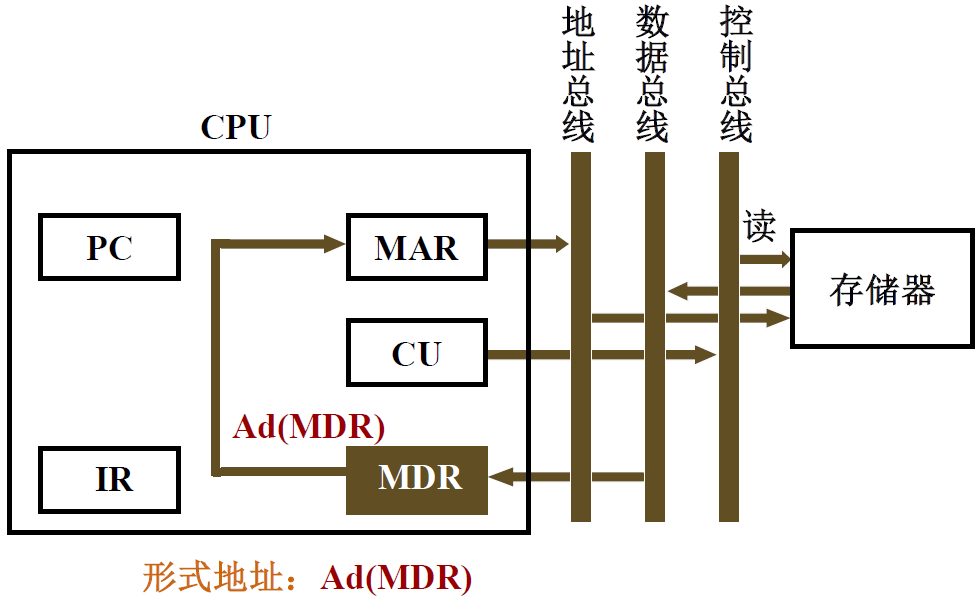 地址总线
数据总线
控制总线
CPU
读
PC
MAR
存储器
CU
Ad(MDR)
IR
MDR
形式地址：Ad(MDR)